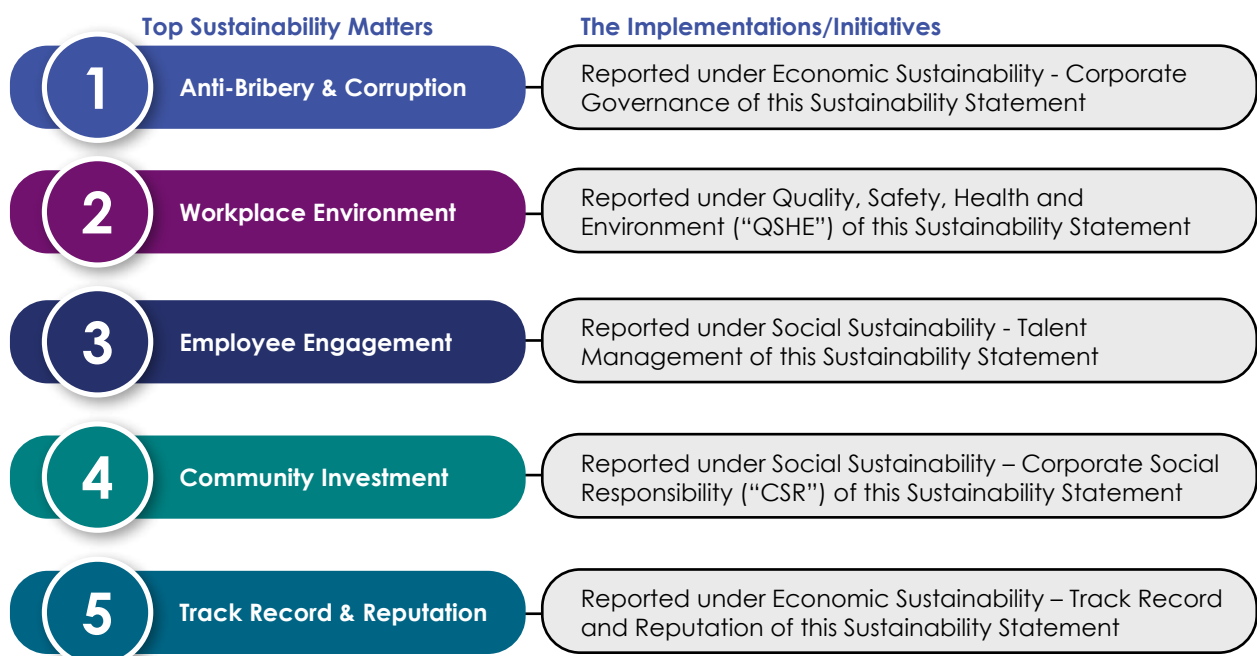 Top Sustainability Matters
The Implementations/Initiatives
1
Anti-Bribery & Corruption
Reported under Economic Sustainability - Corporate
Governance of this Sustainability Statement
2
Workplace Environment
Reported under Quality, Safety, Health and
Environment (“QSHE”) of this Sustainability Statement
3
Employee Engagement
Reported under Social Sustainability - Talent
Management of this Sustainability Statement
4
Community Investment
Reported under Social Sustainability – Corporate Social
Responsibility (“CSR”) of this Sustainability Statement
5
Track Record & Reputation
Reported under Economic Sustainability – Track Record
and Reputation of this Sustainability Statement